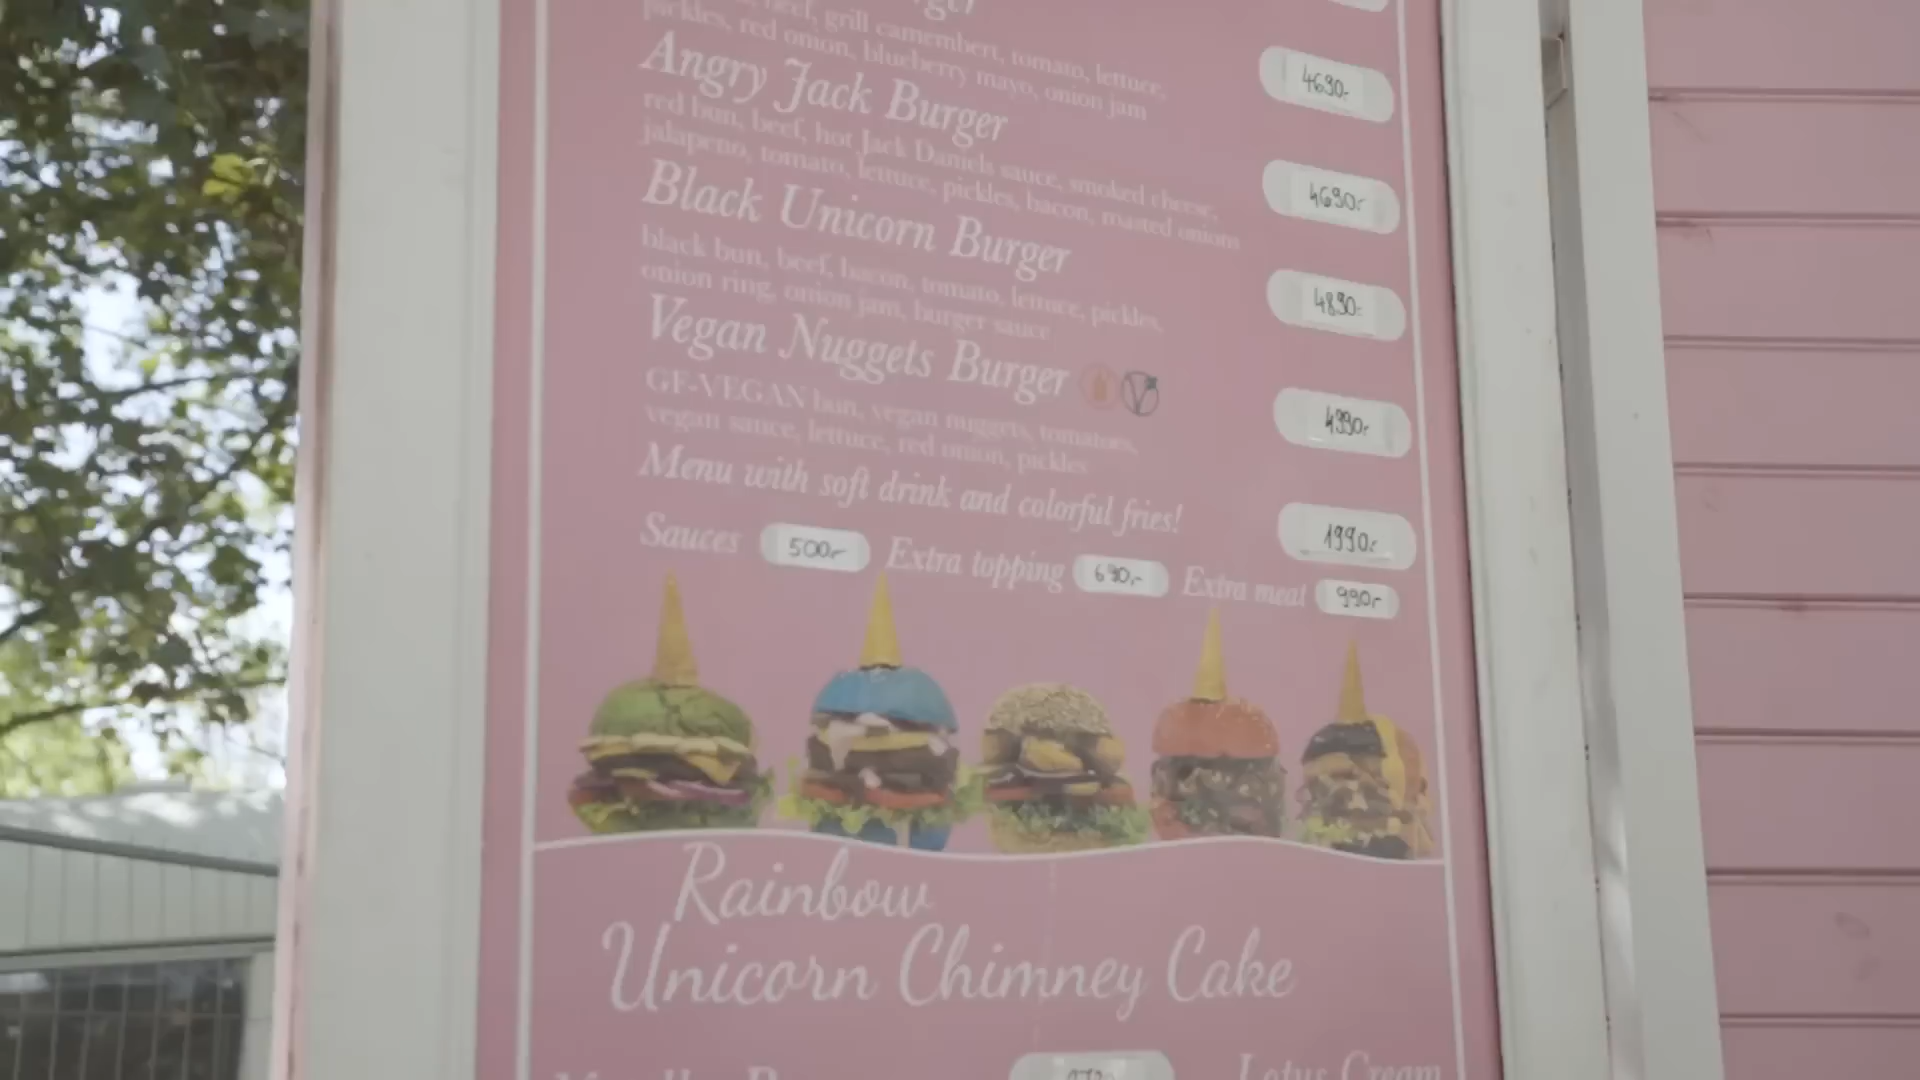 beef, grill camembert, tomato, lettuce,
pickles, red onion, blueberry mayo, onion jam
4690.-
Angry Jack Burger
red bun, beef, hot Jack Daniels sauce, smoked cheese,
jalapeno, tomato, lettuce, pickles, bacon, roasted onions
4690.-
Black Unicorn Burger
black bun, beef, bacon, tomato, lettuce, pickles,
onion ring, onion jam, burger sauce
4890.-
Vegan Nuggets Burger
GF-VEGAN bun, vegan nuggets, tomatoes,
vegan sauce, lettuce, red onion, pickles
4990.-
Menu with soft drink and colorful fries!
1990.-
Sauces 500.- Extra topping 690.- Extra meat 990.-
Rainbow
Unicorn Chimney Cake
Lotus Cream